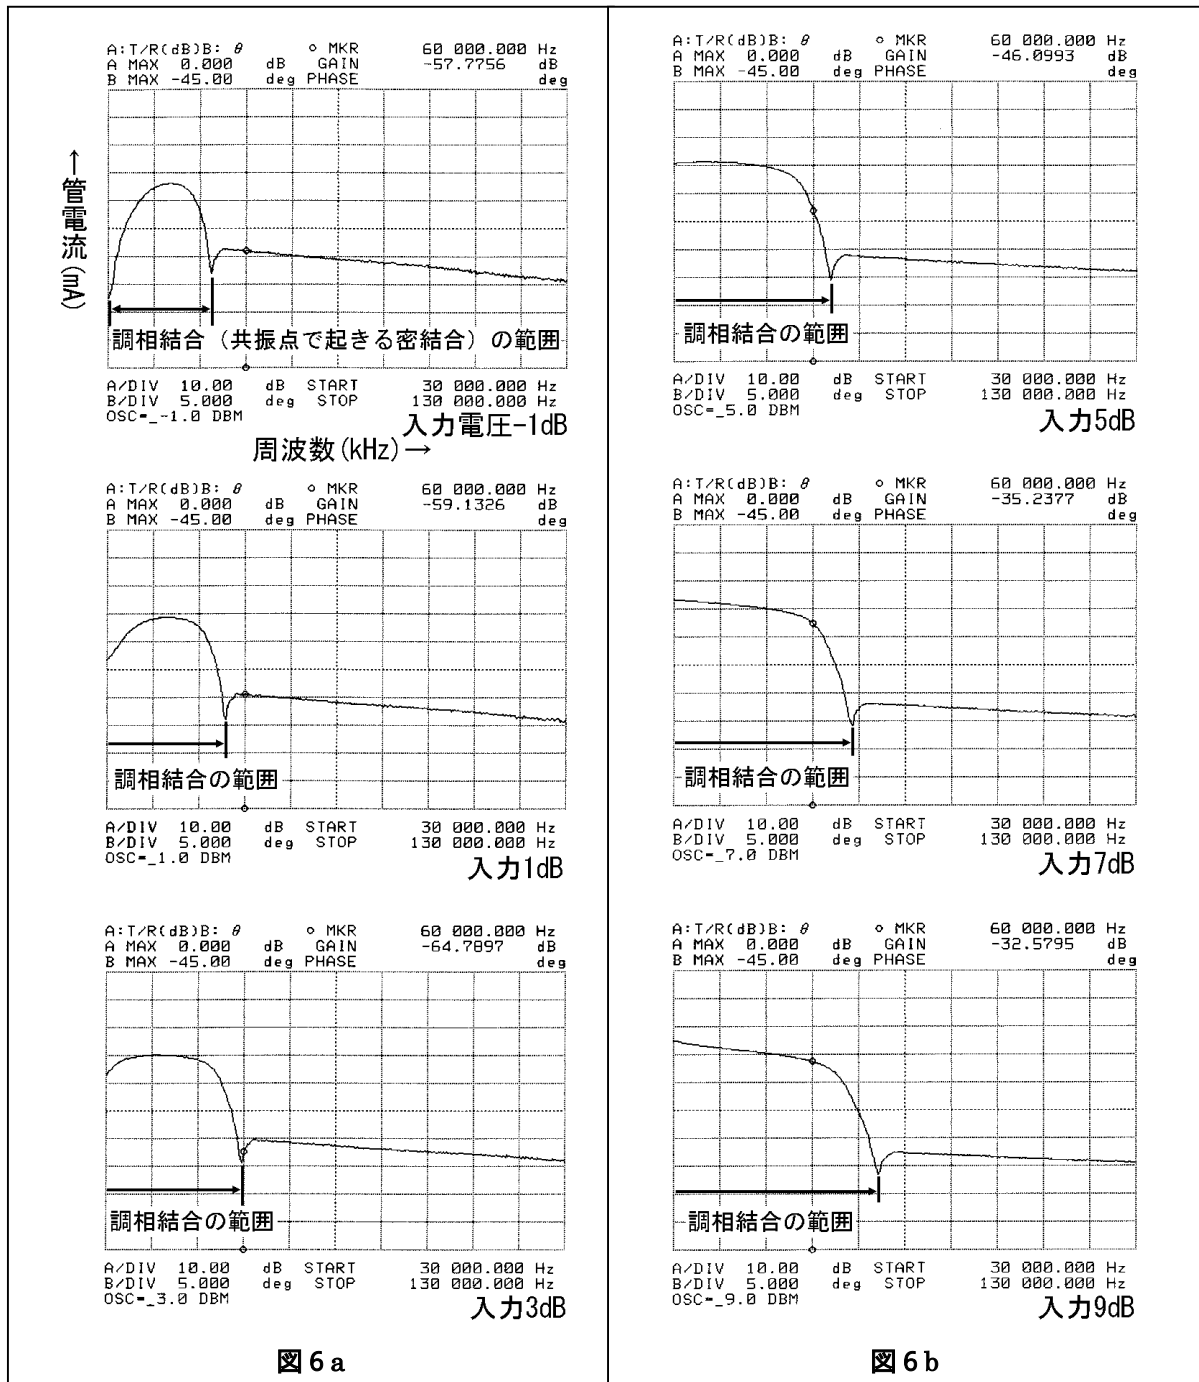 A:T/R(dB)B: θ ○ MKR 60 000.000 Hz
A MAX 0.000 dB GAIN -57.7756 dB
B MAX -45.00 deg PHASE deg
↑管電流(mA)
調相結合（共振点で起きる密結合）の範囲
A/DIV 10.00 dB START 30 000.000 Hz
B/DIV 5.000 deg STOP 130 000.000 Hz
OSC=_-1.0 DBM
入力電圧-1dB
周波数(kHz)→
A:T/R(dB)B: θ ○ MKR 60 000.000 Hz
A MAX 0.000 dB GAIN -59.1326 dB
B MAX -45.00 deg PHASE deg
調相結合の範囲
A/DIV 10.00 dB START 30 000.000 Hz
B/DIV 5.000 deg STOP 130 000.000 Hz
OSC=_1.0 DBM
入力1dB
A:T/R(dB)B: θ ○ MKR 60 000.000 Hz
A MAX 0.000 dB GAIN -64.7897 dB
B MAX -45.00 deg PHASE deg
調相結合の範囲
A/DIV 10.00 dB START 30 000.000 Hz
B/DIV 5.000 deg STOP 130 000.000 Hz
OSC=_3.0 DBM
入力3dB
図6a
A:T/R(dB)B: θ ○ MKR 60 000.000 Hz
A MAX 0.000 dB GAIN -46.0993 dB
B MAX -45.00 deg PHASE deg
調相結合の範囲
A/DIV 10.00 dB START 30 000.000 Hz
B/DIV 5.000 deg STOP 130 000.000 Hz
OSC=_5.0 DBM
入力5dB
A:T/R(dB)B: θ ○ MKR 60 000.000 Hz
A MAX 0.000 dB GAIN -35.2377 dB
B MAX -45.00 deg PHASE deg
調相結合の範囲
A/DIV 10.00 dB START 30 000.000 Hz
B/DIV 5.000 deg STOP 130 000.000 Hz
OSC=_7.0 DBM
入力7dB
A:T/R(dB)B: θ ○ MKR 60 000.000 Hz
A MAX 0.000 dB GAIN -32.5795 dB
B MAX -45.00 deg PHASE deg
調相結合の範囲
A/DIV 10.00 dB START 30 000.000 Hz
B/DIV 5.000 deg STOP 130 000.000 Hz
OSC=_9.0 DBM
入力9dB
図6b